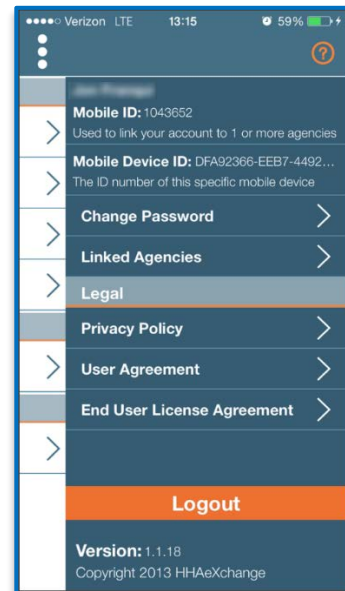 Verizon LTE 13:15 59%
?
Mobile ID: 1043652
Used to link your account to 1 or more agencies
Mobile Device ID: DFA92366-EEB7-4492...
The ID number of this specific mobile device
Change Password
Linked Agencies
Legal
Privacy Policy
User Agreement
End User License Agreement
Logout
Version: 1.1.18
Copyright 2013 HHAeXchange